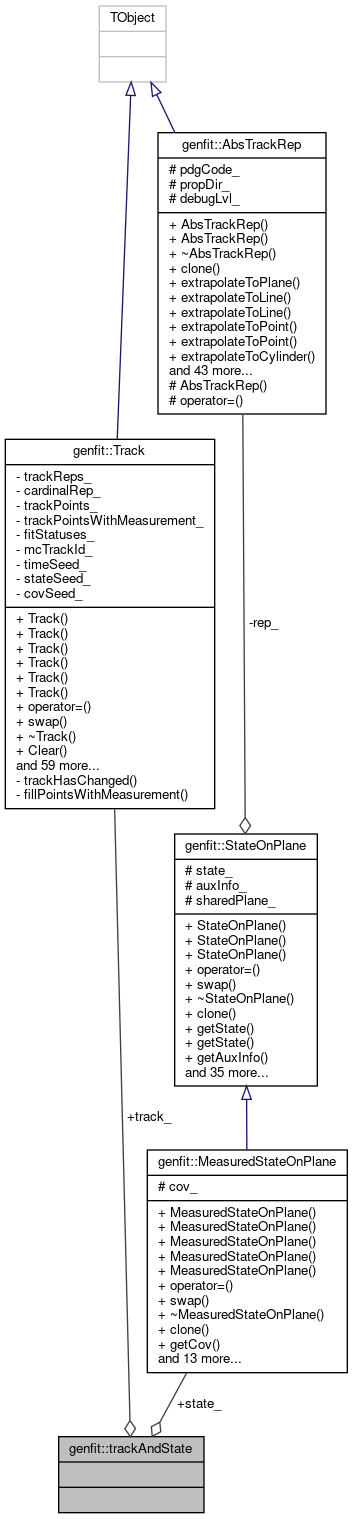 TObject
genfit::AbsTrackRep
# pdgCode_
# propDir_
# debugLvl_
+ AbsTrackRep()
+ AbsTrackRep()
+ ~AbsTrackRep()
+ clone()
+ extrapolateToPlane()
+ extrapolateToLine()
+ extrapolateToLine()
+ extrapolateToPoint()
+ extrapolateToPoint()
+ extrapolateToCylinder()
and 43 more...
# AbsTrackRep()
# operator=()
genfit::Track
- trackReps_
- cardinalRep_
- trackPoints_
- trackPointsWithMeasurement_
- fitStatuses_
- mcTrackId_
- timeSeed_
- stateSeed_
- covSeed_
+ Track()
+ Track()
+ Track()
+ Track()
+ Track()
+ Track()
+ operator=()
+ swap()
+ ~Track()
+ Clear()
and 59 more...
- trackHasChanged()
- fillPointsWithMeasurement()
-rep_
genfit::StateOnPlane
# state_
# auxInfo_
# sharedPlane_
+ StateOnPlane()
+ StateOnPlane()
+ StateOnPlane()
+ operator=()
+ swap()
+ ~StateOnPlane()
+ clone()
+ getState()
+ getState()
+ getAuxInfo()
and 35 more...
+track_
genfit::MeasuredStateOnPlane
# cov_
+ MeasuredStateOnPlane()
+ MeasuredStateOnPlane()
+ MeasuredStateOnPlane()
+ MeasuredStateOnPlane()
+ MeasuredStateOnPlane()
+ operator=()
+ swap()
+ ~MeasuredStateOnPlane()
+ clone()
+ getCov()
and 13 more...
+state_
genfit::trackAndState